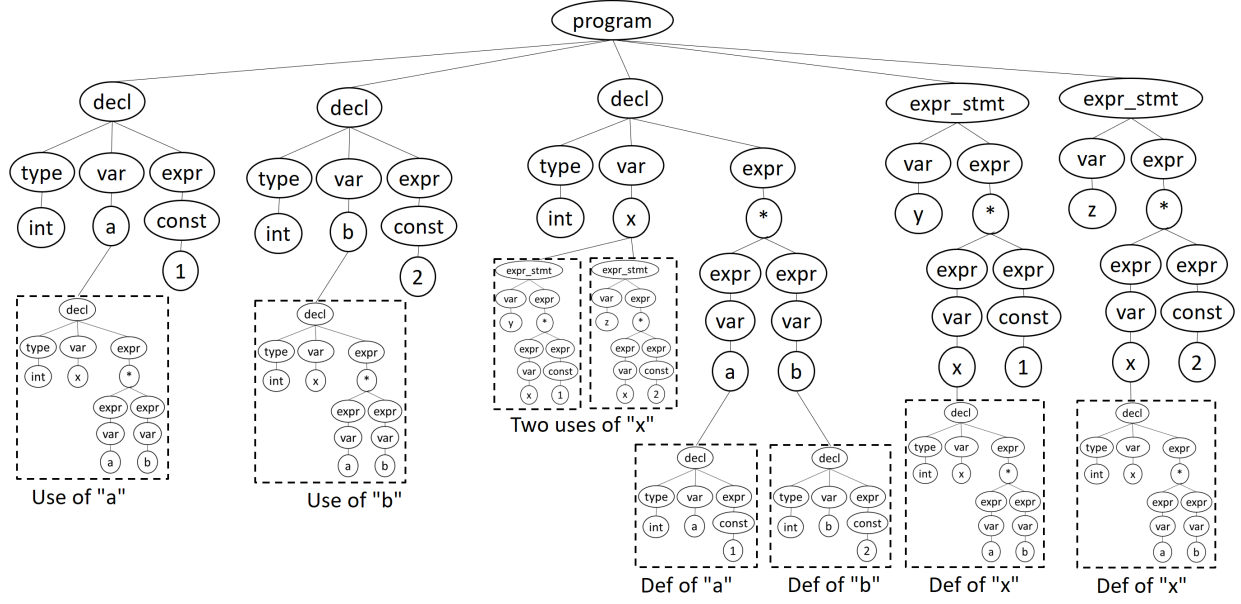 program
decl decl decl expr_stmt expr_stmt
type var expr type var expr type var expr var expr var expr
int a const int b const int x * y * z *
1 2 expr expr expr expr expr expr
var var var const var const
a b x 1 x 2
decl
type var expr
int x *
expr expr
var var
a b
Use of "a"
decl
type var expr
int x *
expr expr
var var
a b
Use of "b"
expr_stmt
var expr
y *
expr expr
var const
x 1
expr_stmt
var expr
z *
expr expr
var const
x 2
Two uses of "x"
decl
type var expr
int a const
1
Def of "a"
decl
type var expr
int b const
2
Def of "b"
decl
type var expr
int x *
expr expr
var var
a b
Def of "x"
decl
type var expr
int x *
expr expr
var var
a b
Def of "x"